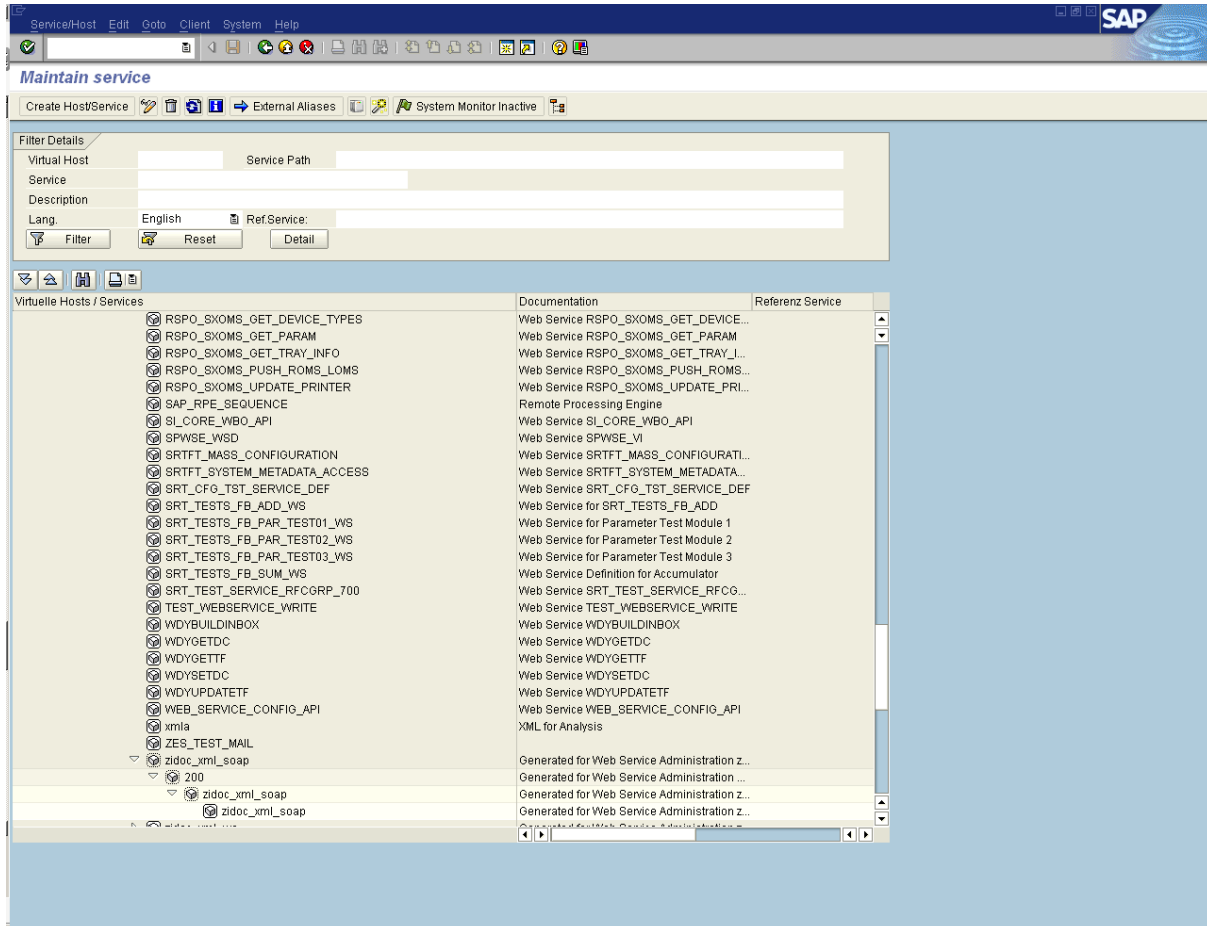 Service/Host Edit Goto Client System Help
SAP
Maintain service
Create Host/Service External Aliases System Monitor Inactive
Filter Details
Virtual Host Service Path
Service
Description
Lang. English Ref.Service:
Filter Reset Detail
Virtuelle Hosts / Services Documentation Referenz Service
RSPO_SXOMS_GET_DEVICE_TYPES Web Service RSPO_SXOMS_GET_DEVICE...
RSPO_SXOMS_GET_PARAM Web Service RSPO_SXOMS_GET_PARAM
RSPO_SXOMS_GET_TRAY_INFO Web Service RSPO_SXOMS_GET_TRAY_I...
RSPO_SXOMS_PUSH_ROMS_LOMS Web Service RSPO_SXOMS_PUSH_ROMS...
RSPO_SXOMS_UPDATE_PRINTER Web Service RSPO_SXOMS_UPDATE_PRI...
SAP_RPE_SEQUENCE Remote Processing Engine
SI_CORE_WBO_API Web Service SI_CORE_WBO_API
SPWSE_WSD Web Service SPWSE_VI
SRTFT_MASS_CONFIGURATION Web Service SRTFT_MASS_CONFIGURATI...
SRTFT_SYSTEM_METADATA_ACCESS Web Service SRTFT_SYSTEM_METADATA...
SRT_CFG_TST_SERVICE_DEF Web Service SRT_CFG_TST_SERVICE_DEF
SRT_TESTS_FB_ADD_WS Web Service for SRT_TESTS_FB_ADD
SRT_TESTS_FB_PAR_TEST01_WS Web Service for Parameter Test Module 1
SRT_TESTS_FB_PAR_TEST02_WS Web Service for Parameter Test Module 2
SRT_TESTS_FB_PAR_TEST03_WS Web Service for Parameter Test Module 3
SRT_TESTS_FB_SUM_WS Web Service Definition for Accumulator
SRT_TEST_SERVICE_RFCGRP_700 Web Service SRT_TEST_SERVICE_RFCG...
TEST_WEBSERVICE_WRITE Web Service TEST_WEBSERVICE_WRITE
WDYBUILDINBOX Web Service WDYBUILDINBOX
WDYGETDC Web Service WDYGETDC
WDYGETTF Web Service WDYGETTF
WDYSETDC Web Service WDYSETDC
WDYUPDATETF Web Service WDYUPDATETF
WEB_SERVICE_CONFIG_API Web Service WEB_SERVICE_CONFIG_API
xmla XML for Analysis
ZES_TEST_MAIL
zidoc_xml_soap Generated for Web Service Administration z...
200 Generated for Web Service Administration ...
zidoc_xml_soap Generated for Web Service Administration z...
zidoc_xml_soap Generated for Web Service Administration z...